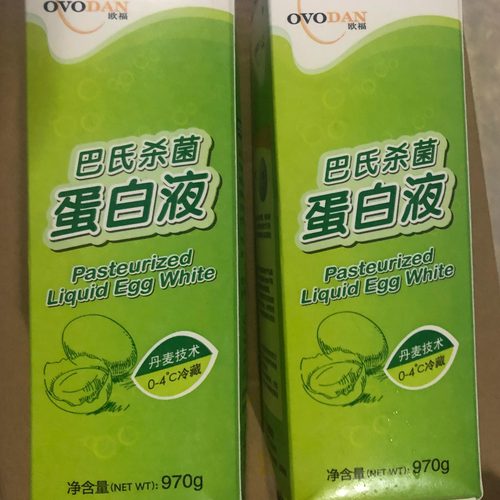 OVODAN
欧福
巴氏杀菌
蛋白液
Pasteurized
Liquid Egg White
丹麦技术
0-4°C冷藏
净含量(NET WT): 970g
OVODAN
欧福
巴氏杀菌
蛋白液
Pasteurized
Liquid Egg White
丹麦技术
0-4°C冷藏
净含量(NET WT): 970g